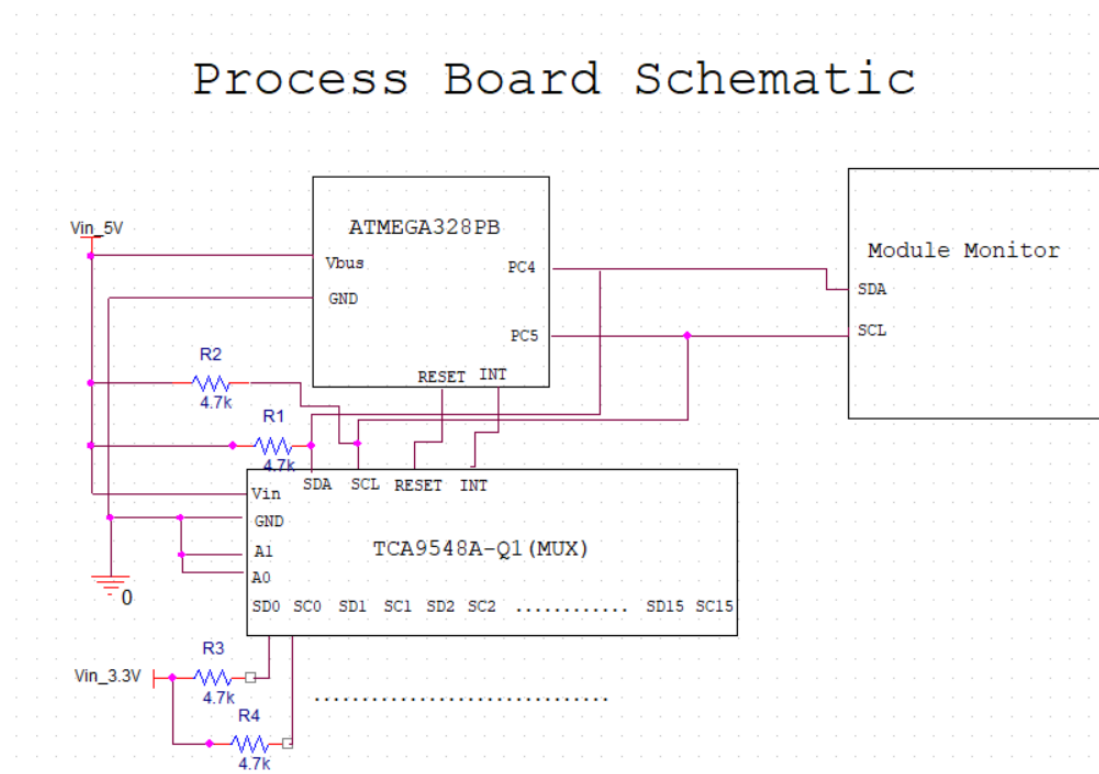 Process Board Schematic
ATMEGA328PB
Vin_5V
Vbus
PC4
GND
PC5
RESET INT
Module Monitor
SDA
SCL
R2
4.7k
R1
4.7k
SDA SCL RESET INT
Vin
GND
A1
A0
TCA9548A-Q1(MUX)
SD0 SC0 SD1 SC1 SD2 SC2 ............ SD15 SC15
0
R3
Vin_3.3V
4.7k
...............................
R4
4.7k